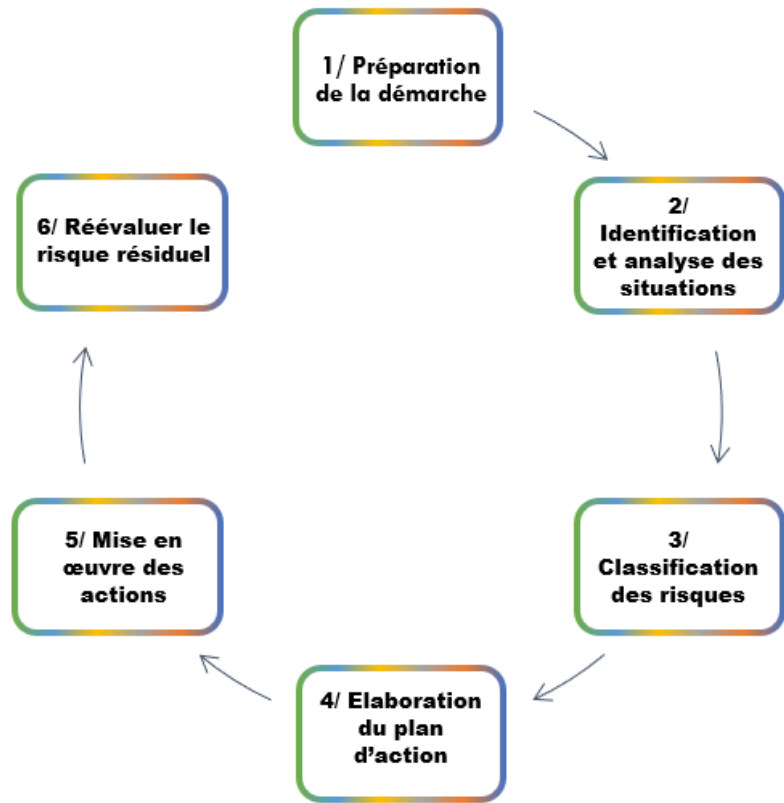 1/ Préparation
de la démarche
2/
Identification
et analyse des
situations
3/
Classification
des risques
4/ Elaboration
du plan
d’action
5/ Mise en
œuvre des
actions
6/ Réévaluer le
risque résiduel